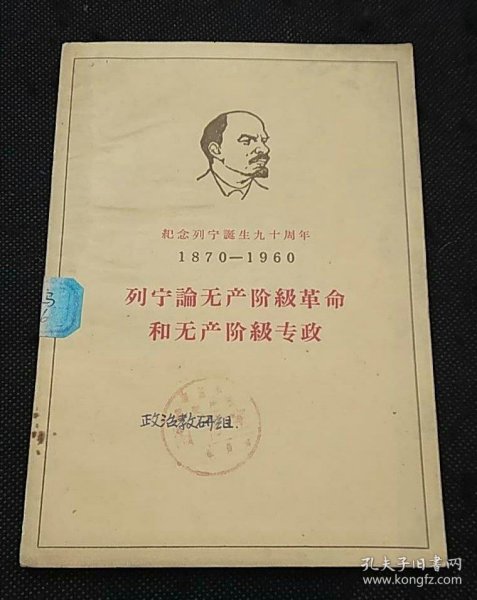 紀念列宁誕生九十周年
1870—1960
列宁論无产阶級革命
和无产阶級专政
政治教研組
孔夫子旧书网
www.kongfz.com